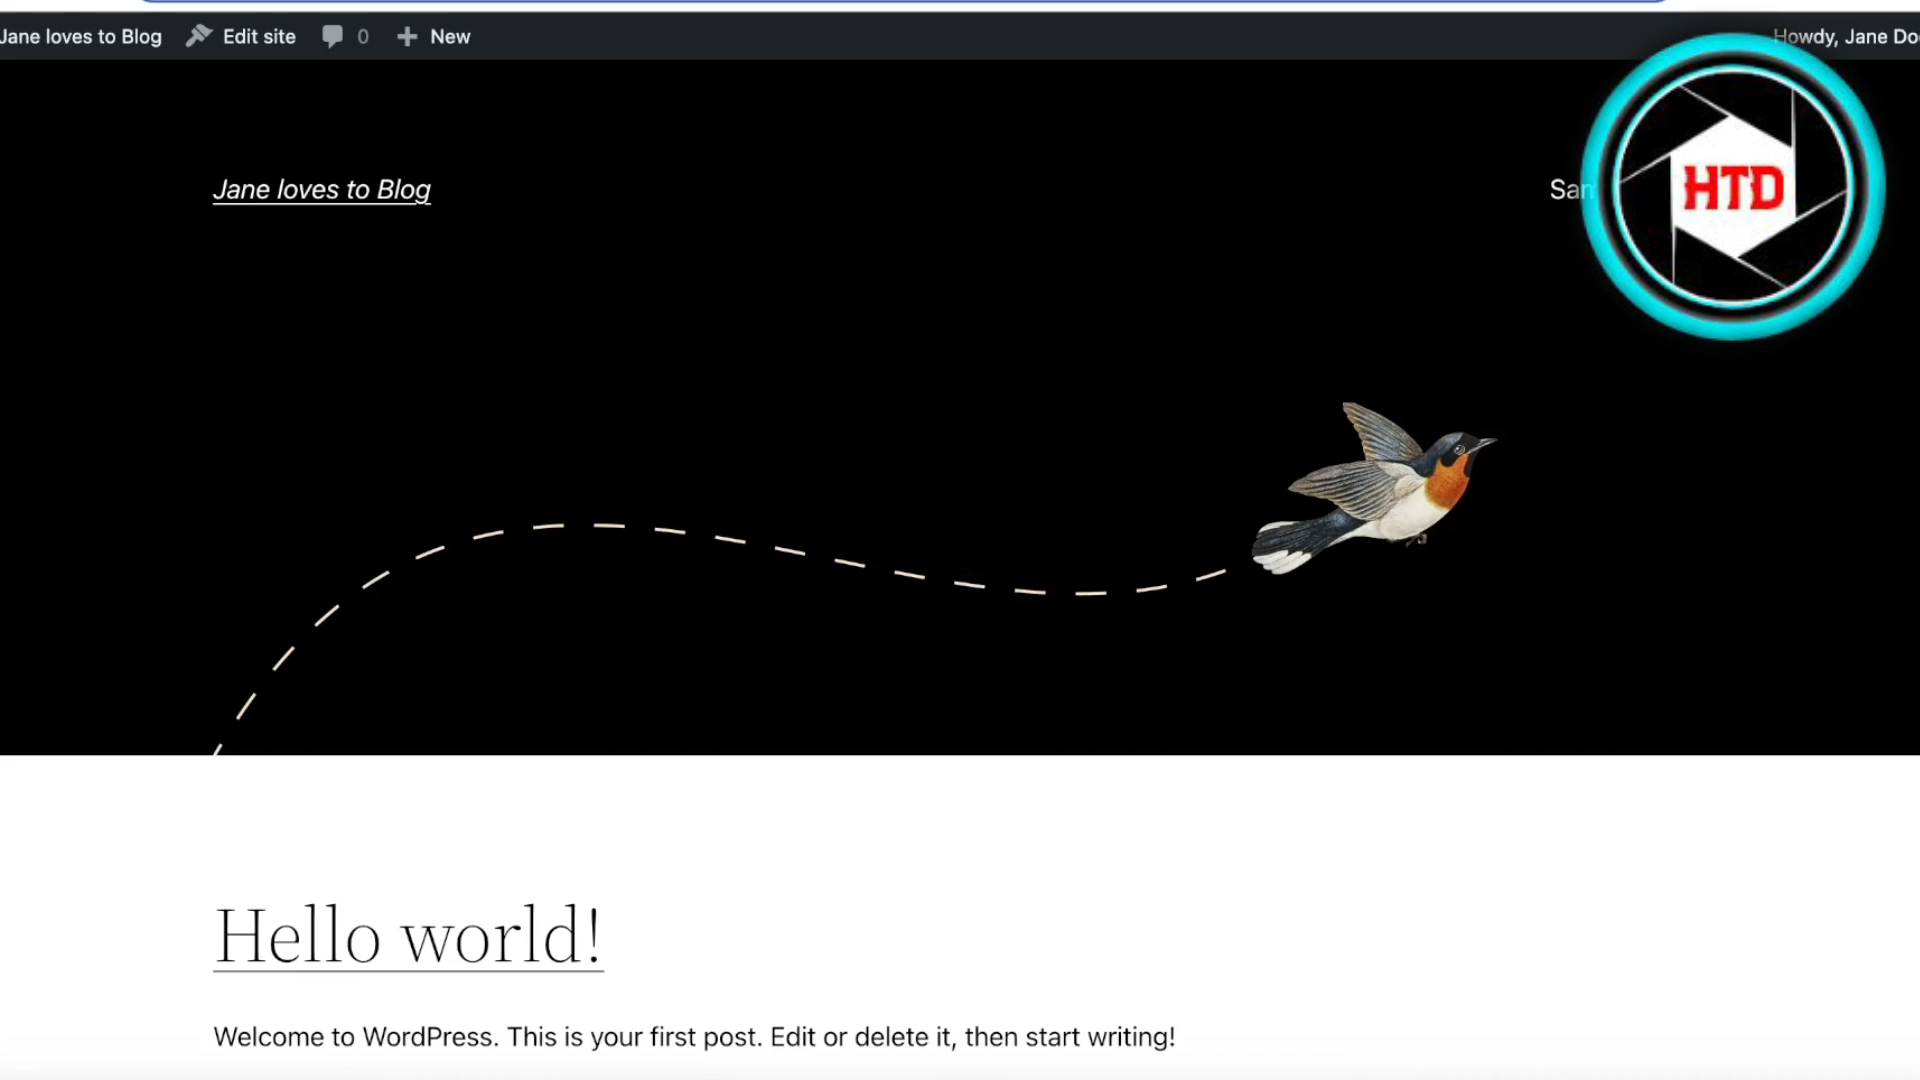 Jane loves to Blog Edit site 0 New Howdy, Jane Do
Jane loves to Blog
HTD
Hello world!
Welcome to WordPress. This is your first post. Edit or delete it, then start writing!